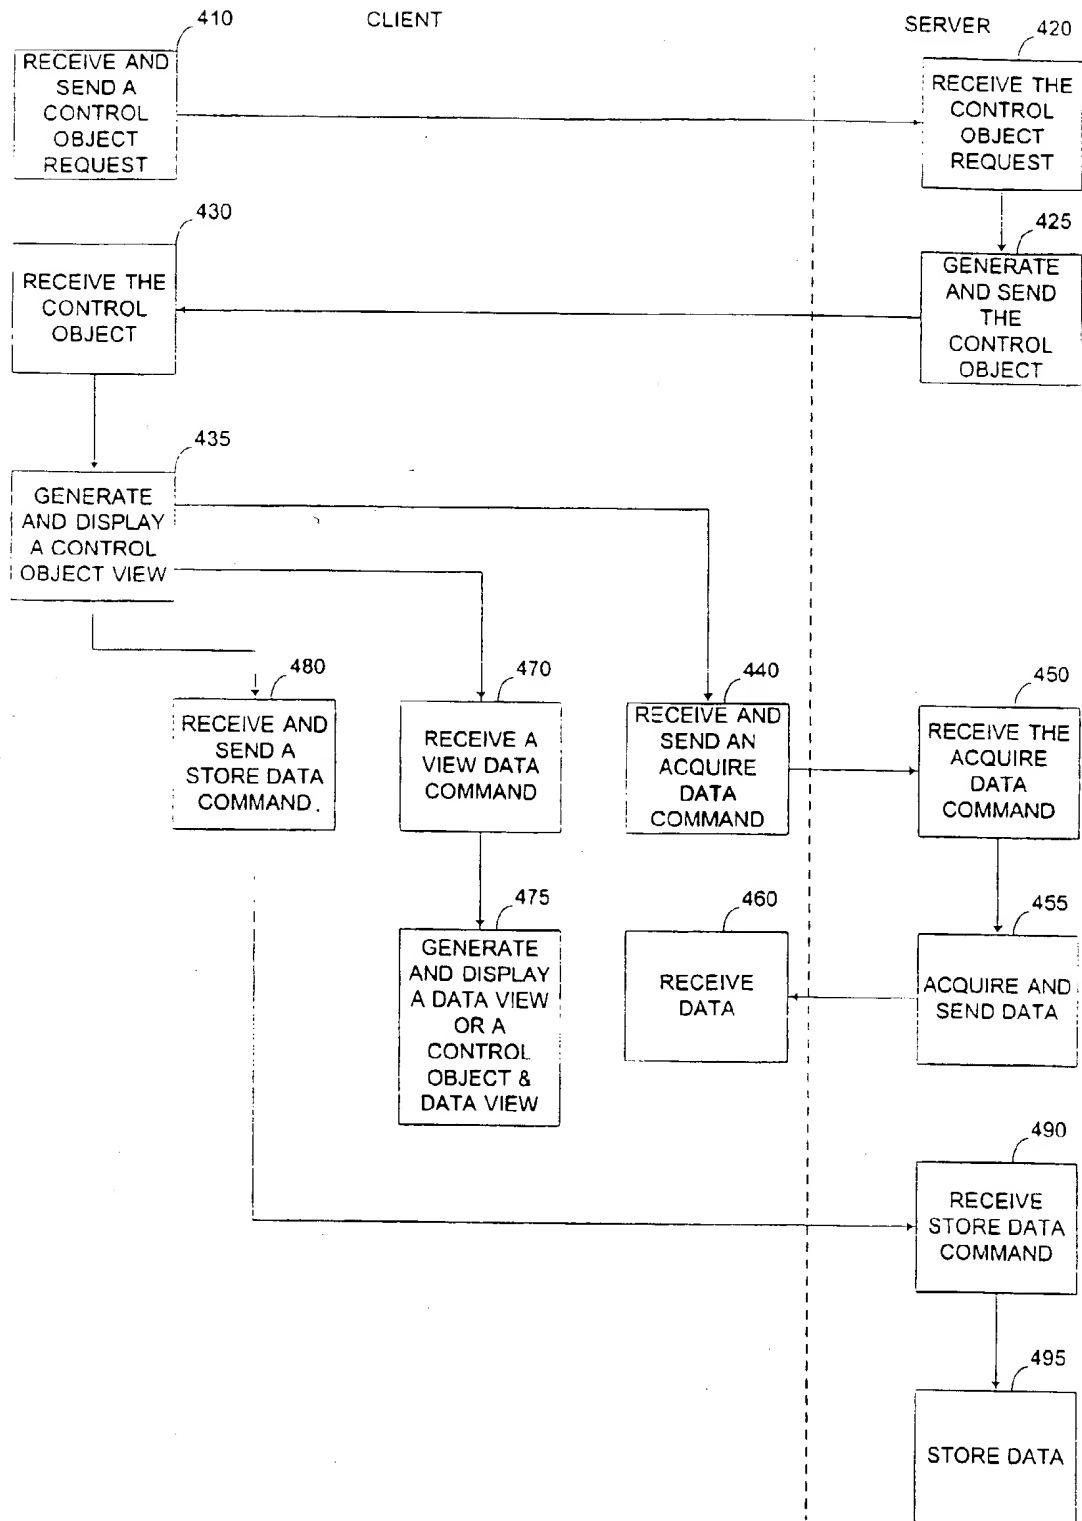 410
CLIENT
SERVER
420
RECEIVE AND
SEND A
CONTROL
OBJECT
REQUEST
RECEIVE THE
CONTROL
OBJECT
REQUEST
430
425
RECEIVE THE
CONTROL
OBJECT
GENERATE
AND SEND
THE
CONTROL
OBJECT
435
GENERATE
AND DISPLAY
A CONTROL
OBJECT VIEW
480
470
440
450
RECEIVE AND
SEND A
STORE DATA
COMMAND
RECEIVE A
VIEW DATA
COMMAND
RECEIVE AND
SEND AN
ACQUIRE
DATA
COMMAND
RECEIVE THE
ACQUIRE
DATA
COMMAND
475
460
455
GENERATE
AND DISPLAY
A DATA VIEW
OR A
CONTROL
OBJECT &
DATA VIEW
RECEIVE
DATA
ACQUIRE AND
SEND DATA
490
RECEIVE
STORE DATA
COMMAND
495
STORE DATA